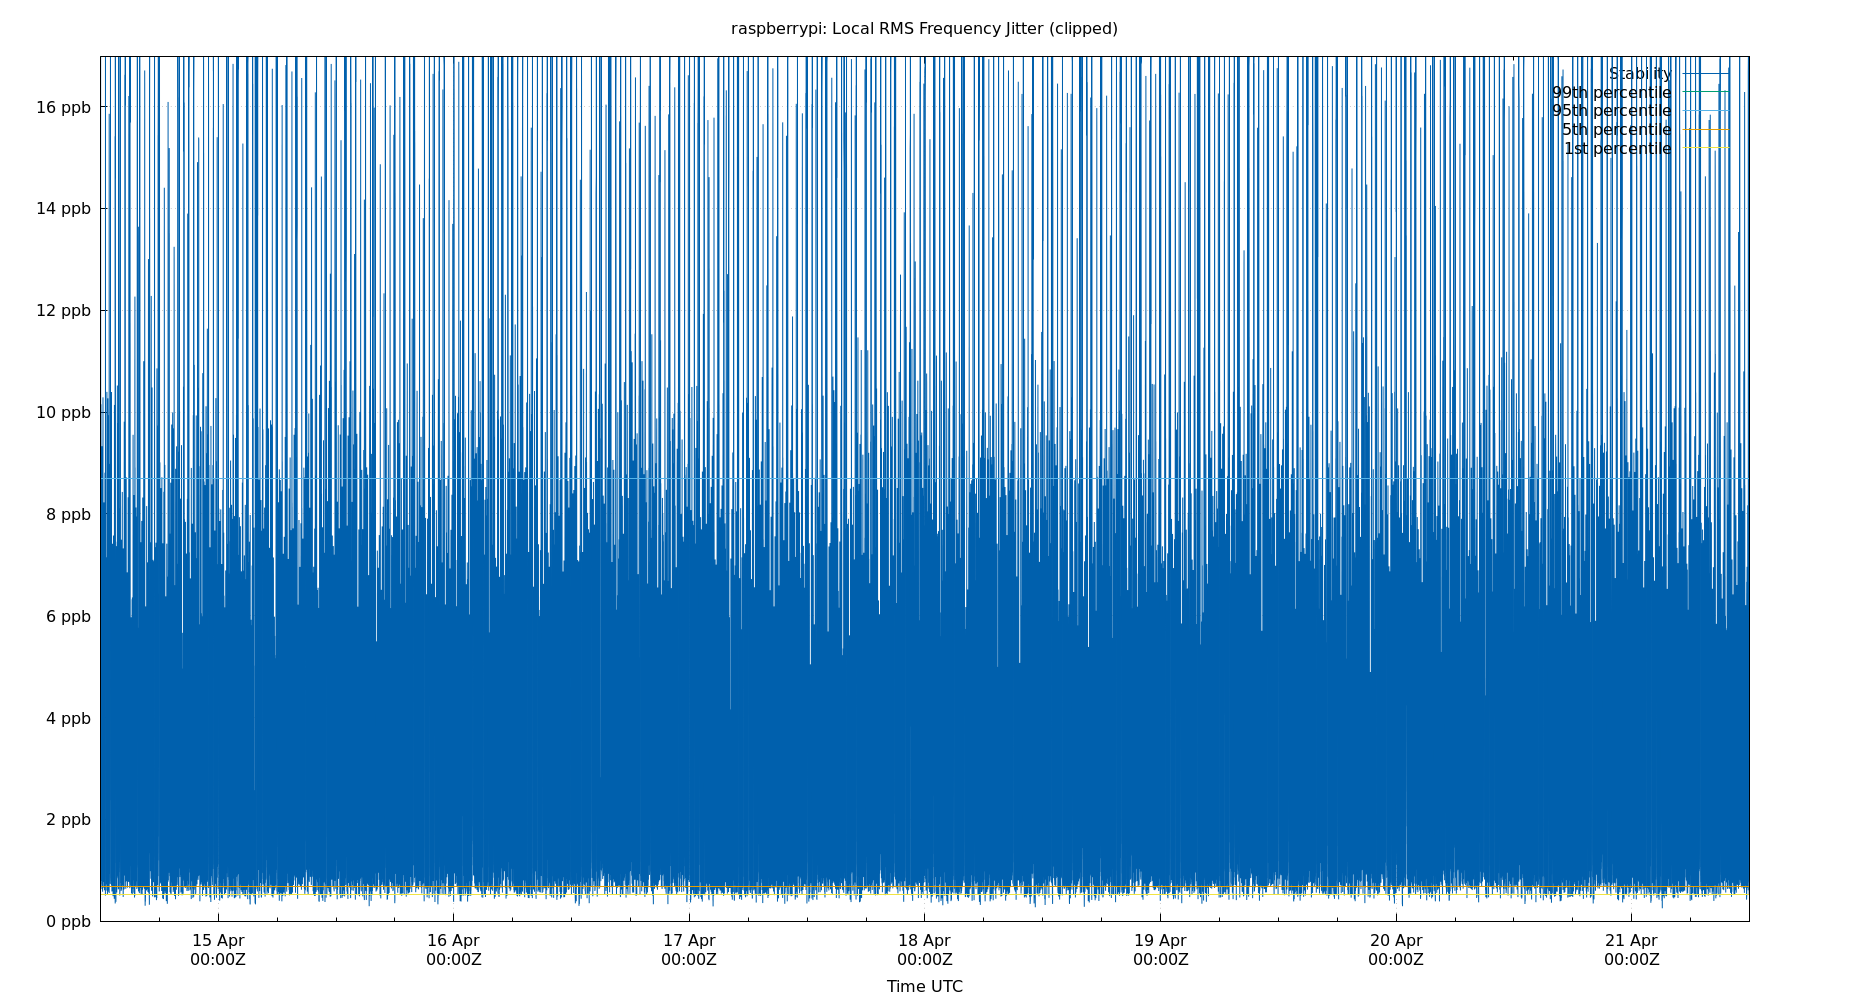 raspberrypi: Local RMS Frequency Jitter (clipped)
Stability
99th percentile
95th percentile
5th percentile
1st percentile
16 ppb
14 ppb
12 ppb
10 ppb
8 ppb
6 ppb
4 ppb
2 ppb
0 ppb
15 Apr 16 Apr 17 Apr 18 Apr 19 Apr 20 Apr 21 Apr
00:00Z 00:00Z 00:00Z 00:00Z 00:00Z 00:00Z 00:00Z
Time UTC